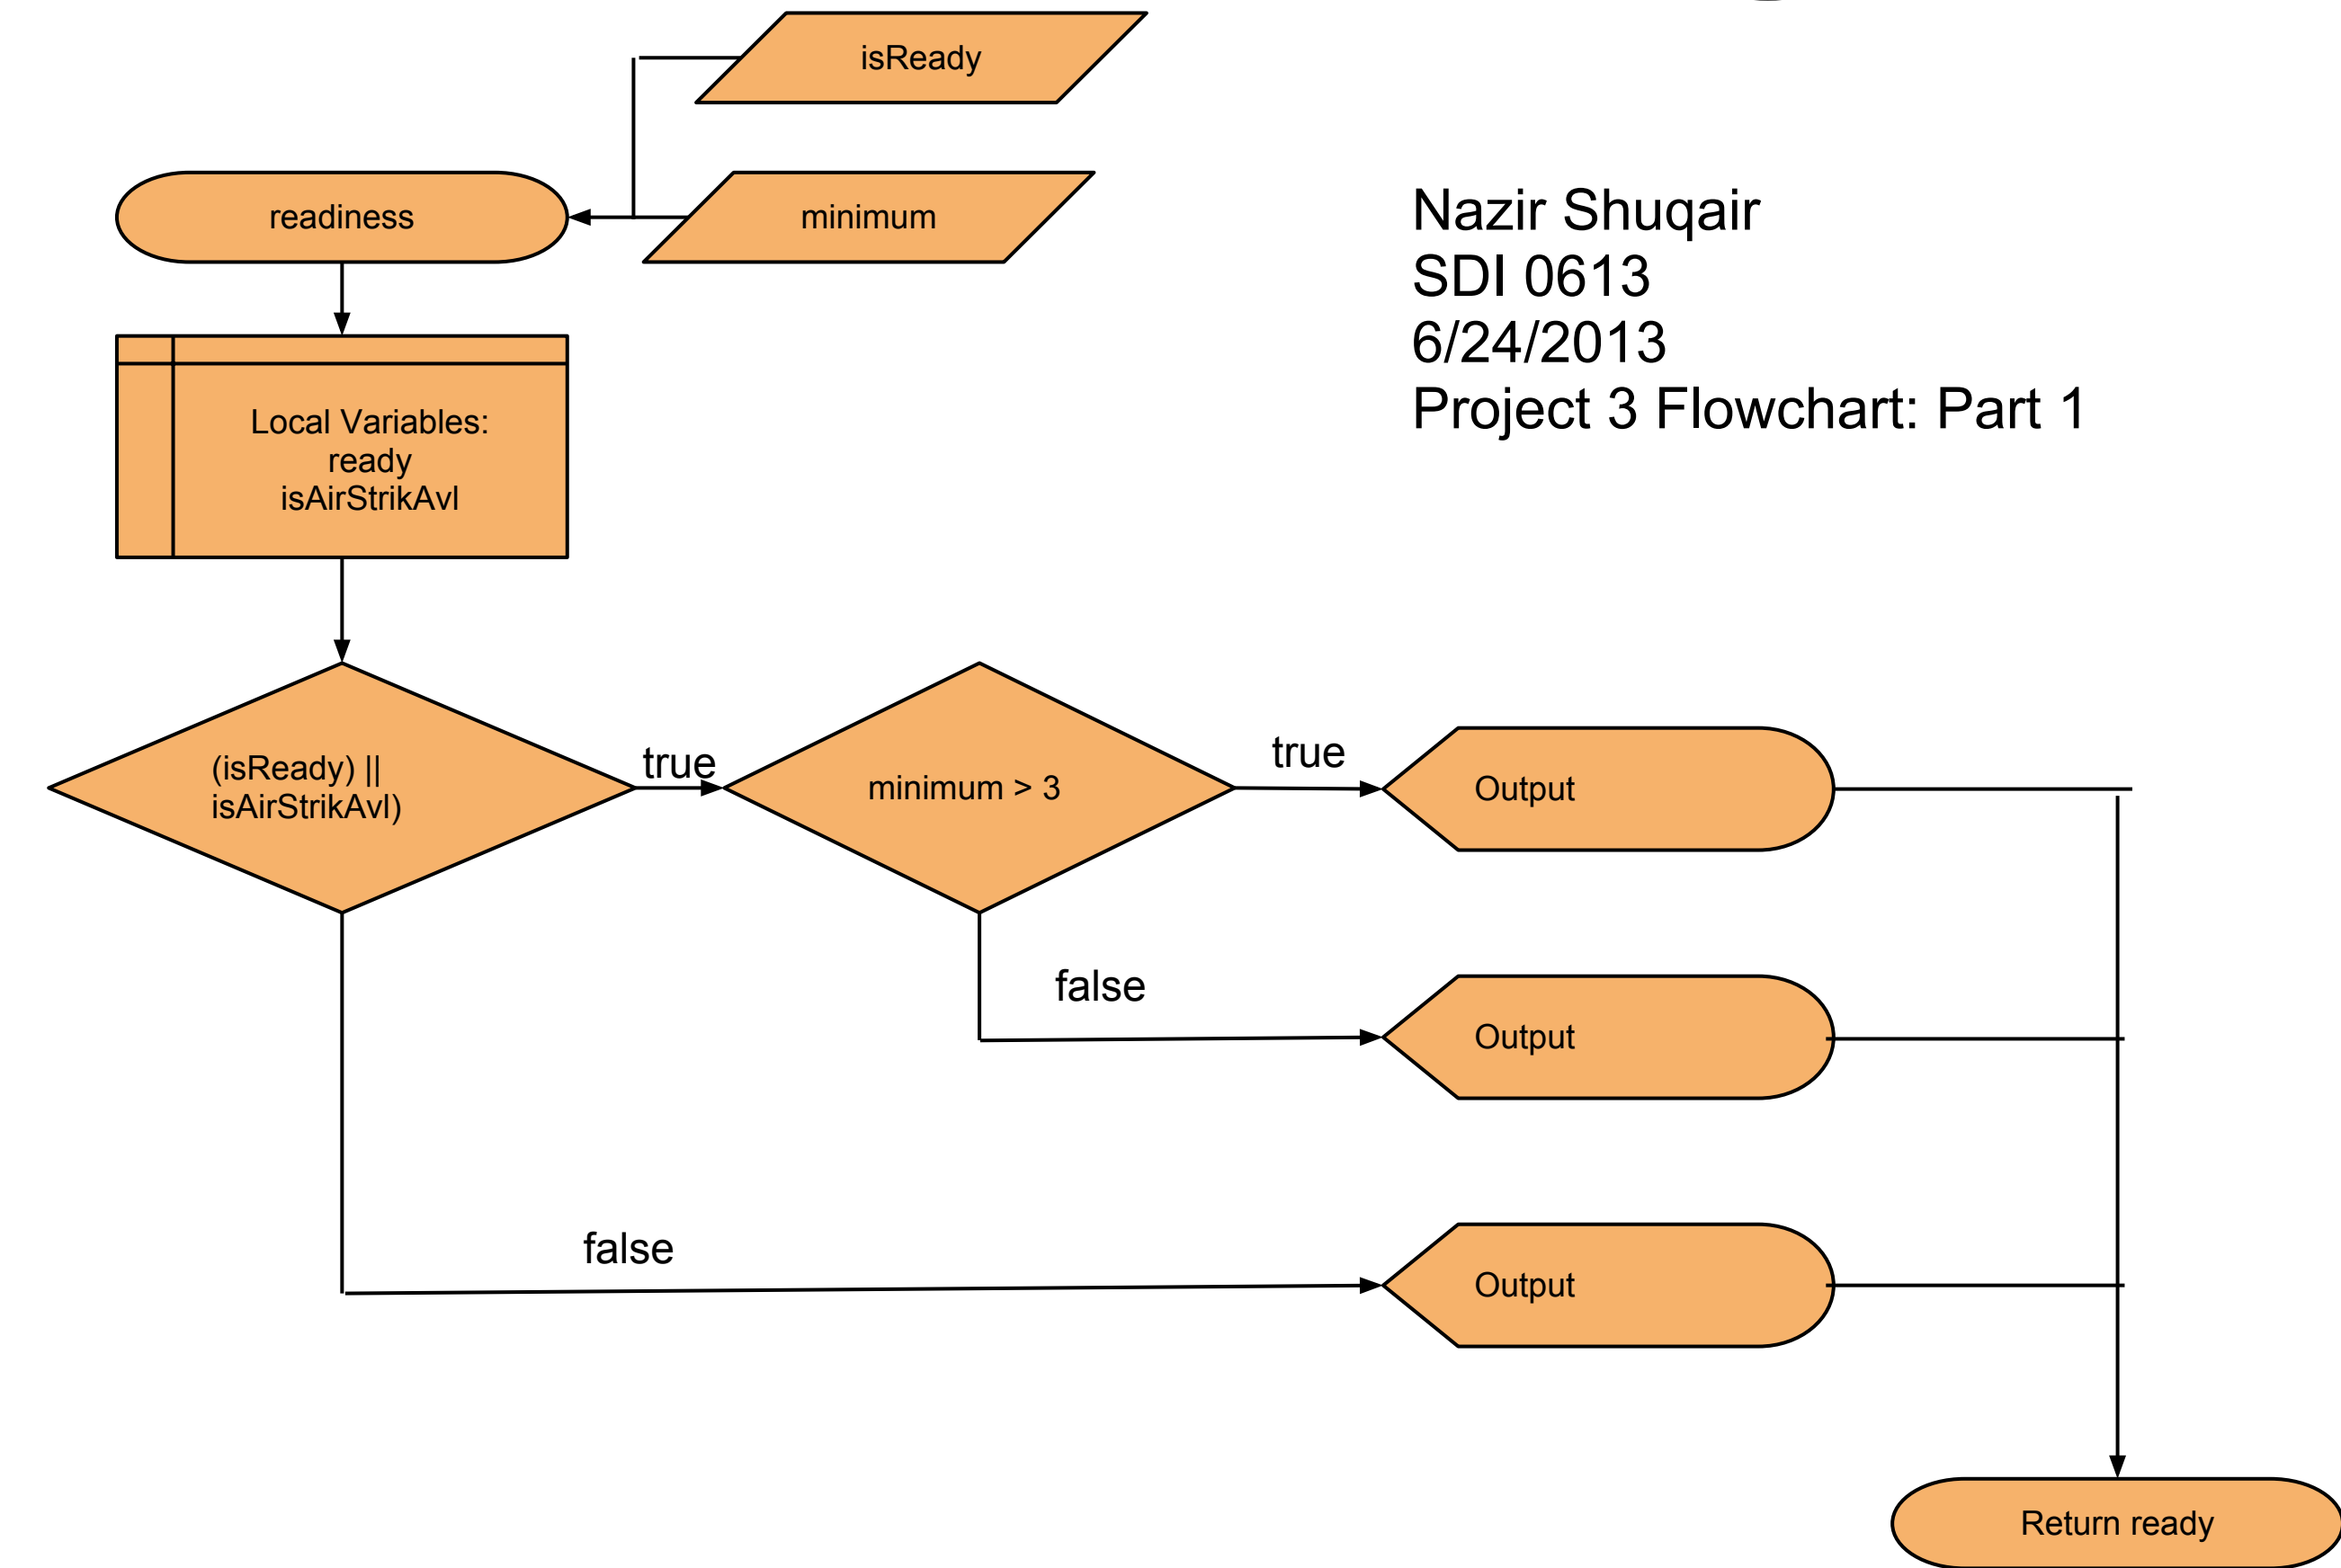 isReady
readiness
minimum
Nazir Shuqair
SDI 0613
6/24/2013
Project 3 Flowchart: Part 1
Local Variables:
ready
isAirStrikAvl
(isReady) ||
isAirStrikAvl)
true
minimum > 3
true
Output
false
Output
false
Output
Return ready